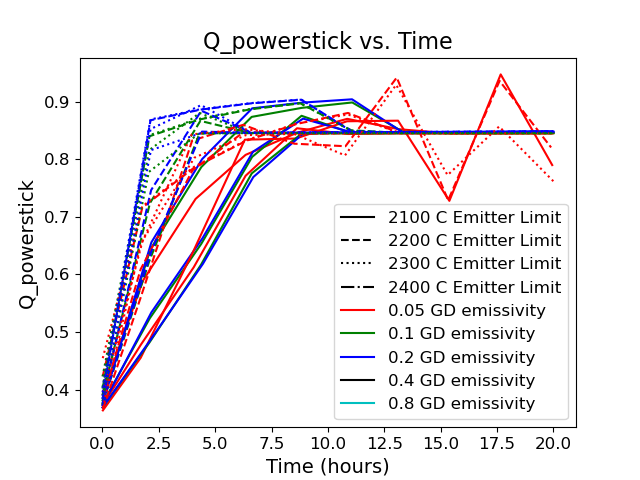 Q_powerstick vs. Time
Q_powerstick
0.9
0.8
0.7
0.6
0.5
0.4
2100 C Emitter Limit
2200 C Emitter Limit
2300 C Emitter Limit
2400 C Emitter Limit
0.05 GD emissivity
0.1 GD emissivity
0.2 GD emissivity
0.4 GD emissivity
0.8 GD emissivity
0.0 2.5 5.0 7.5 10.0 12.5 15.0 17.5 20.0
Time (hours)